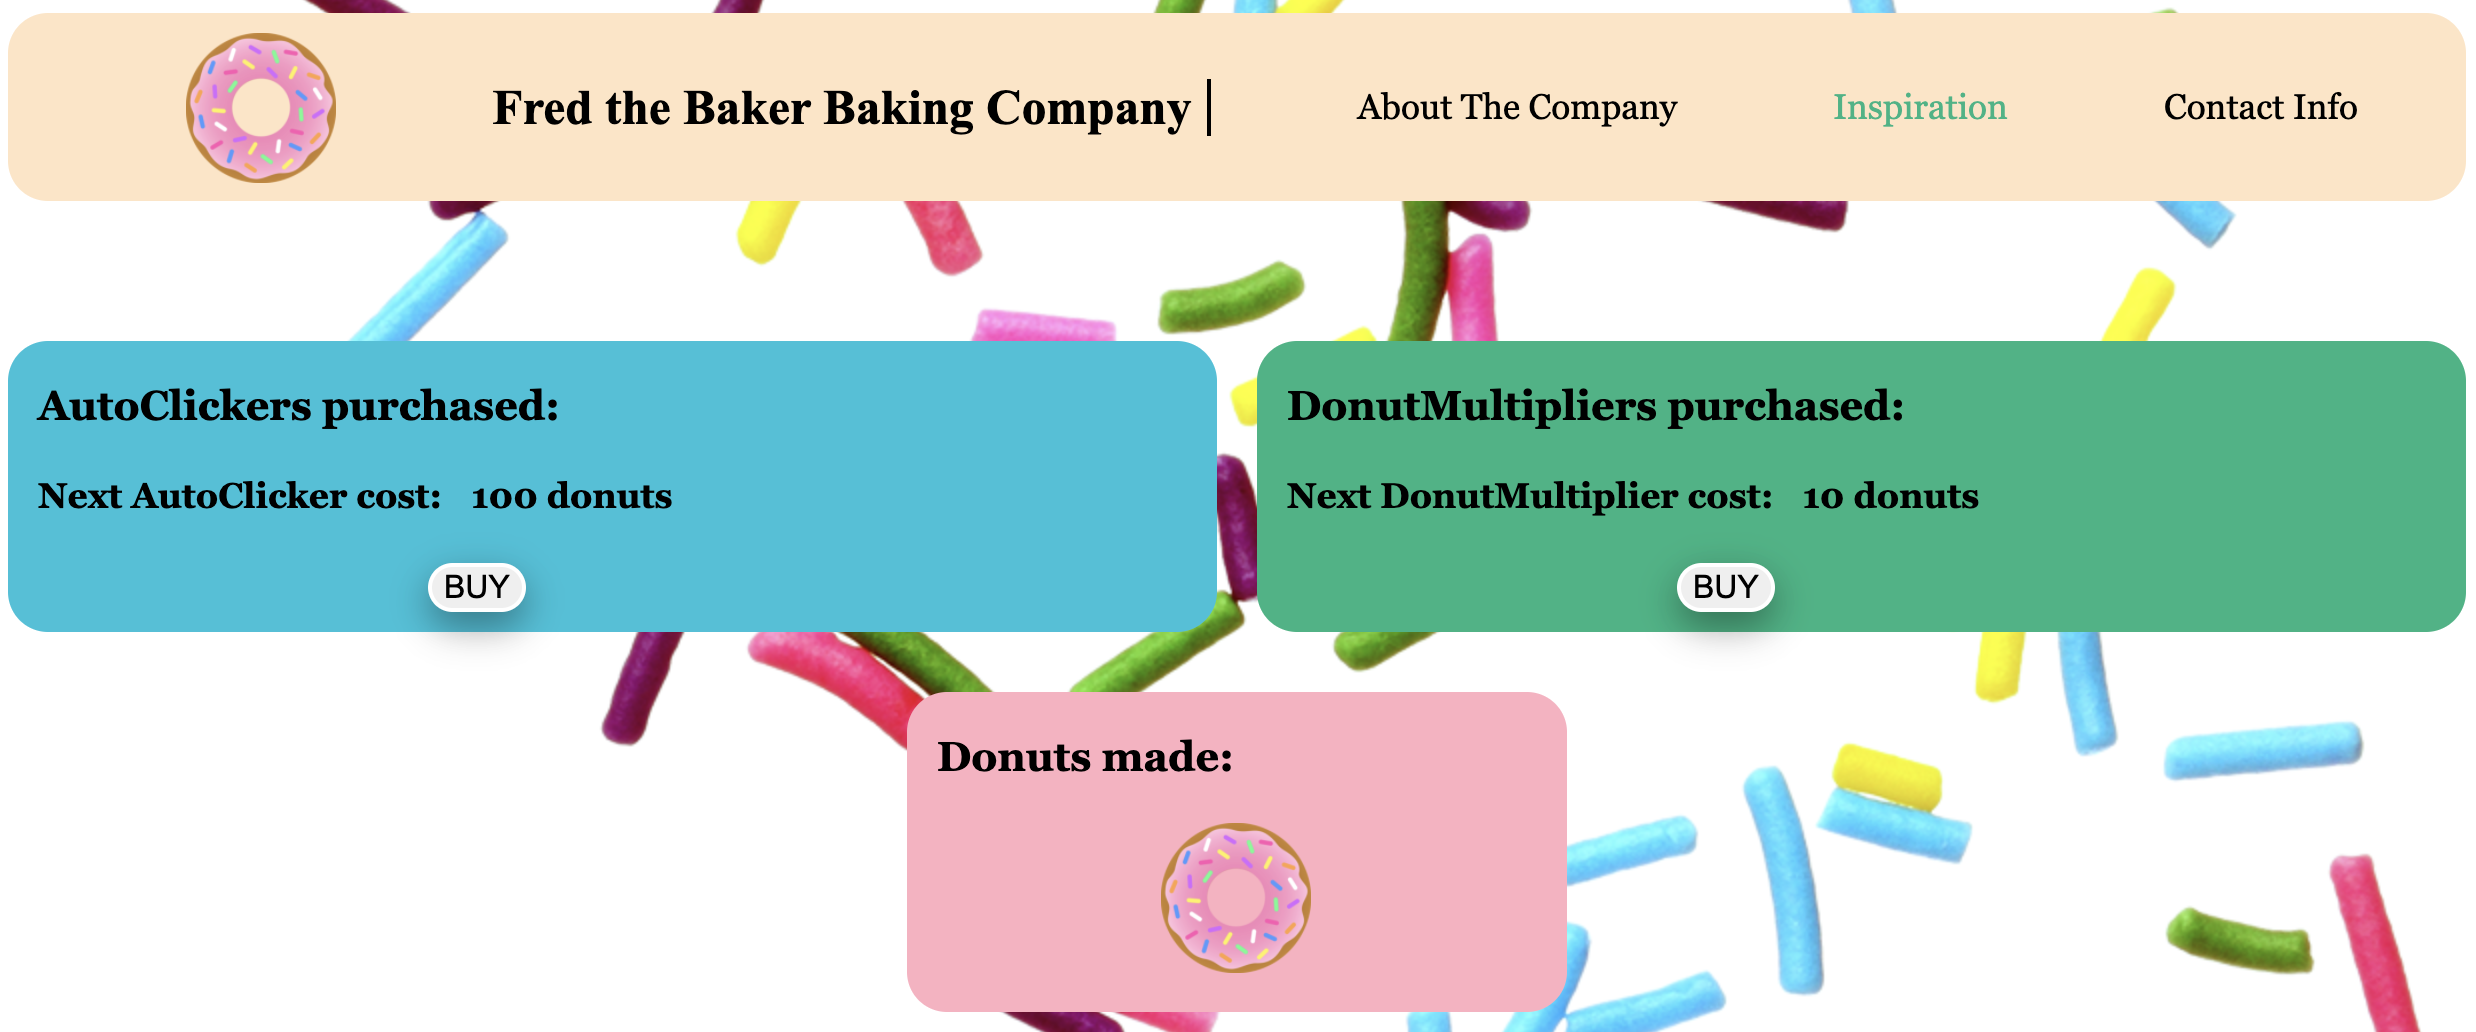 Fred the Baker Baking Company | About The Company Inspiration Contact Info
AutoClickers purchased:
Next AutoClicker cost: 100 donuts
BUY
DonutMultipliers purchased:
Next DonutMultiplier cost: 10 donuts
BUY
Donuts made: